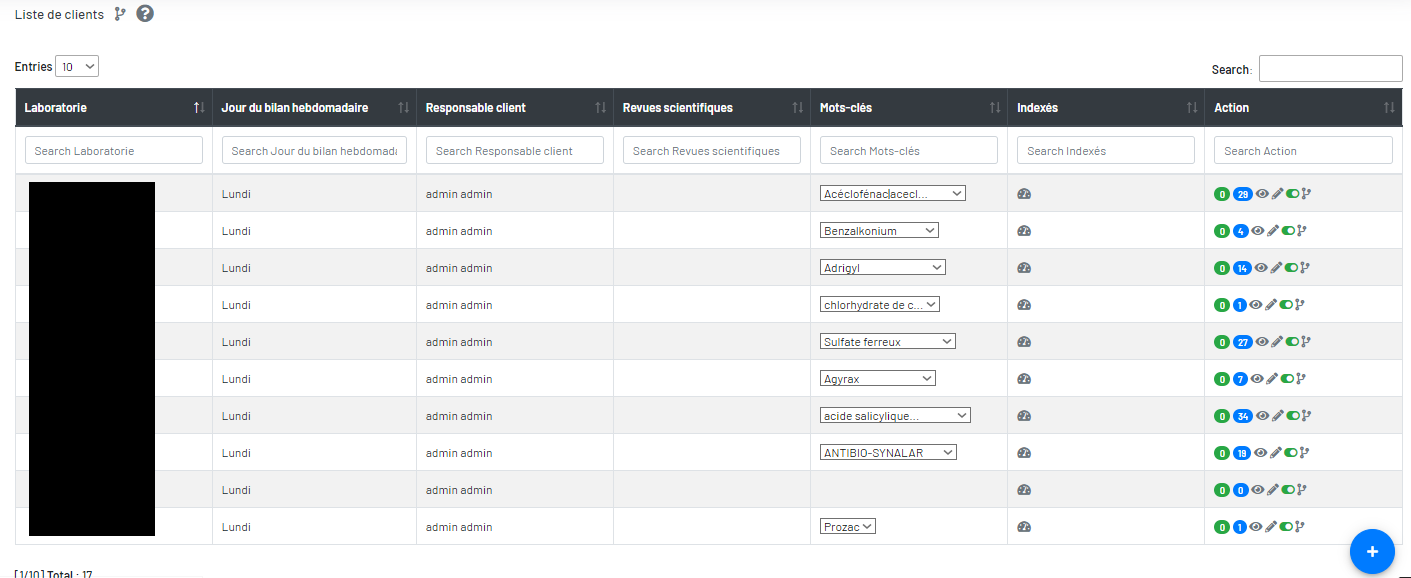 Liste de clients ?
Entries 10
Search:
Laboratorie Jour du bilan hebdomadaire Responsable client Revues scientifiques Mots-clés Indexés Action
Search Laboratorie Search Jour du bilan hebdomada Search Responsable client Search Revues scientifiques Search Mots-clés Search Indexés Search Action
Lundi admin admin Acéclofénac|acecl... 0 29
Lundi admin admin Benzalkonium 0 4
Lundi admin admin Adrigyl 0 14
Lundi admin admin chlorhydrate de c... 0 1
Lundi admin admin Sulfate ferreux 0 27
Lundi admin admin Agyrax 0 7
Lundi admin admin acide salicylique... 0 34
Lundi admin admin ANTIBIO-SYNALAR 0 19
Lundi admin admin 0 0
Lundi admin admin Prozac 0 1
+
[1/10] Total : 17